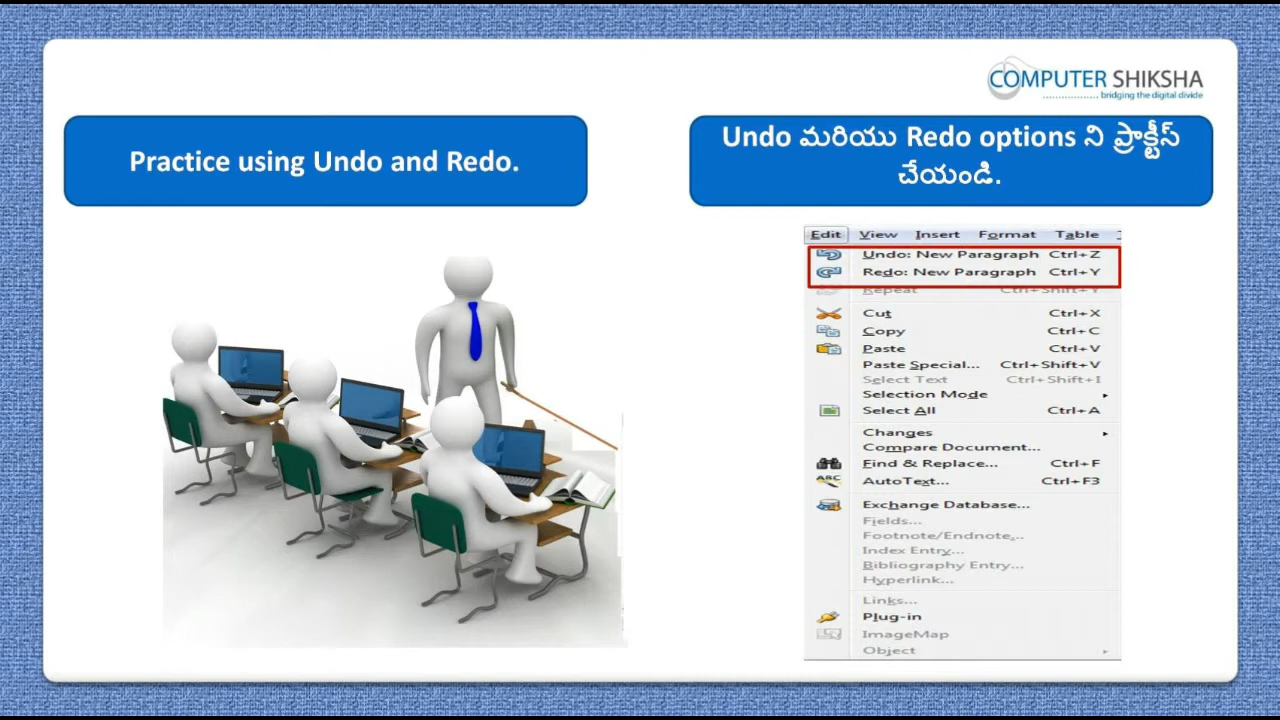 COMPUTER SHIKSHA
bridging the digital divide
Practice using Undo and Redo.
Undo మరియు Redo options ని ప్రాక్టీస్
చేయండి.
Edit View Insert Format Table
Undo: New Paragraph Ctrl+Z
Redo: New Paragraph Ctrl+Y
Repeat Ctrl+Shift+Y
Cut Ctrl+X
Copy Ctrl+C
Paste Ctrl+V
Paste Special... Ctrl+Shift+V
Select Text Ctrl+Shift+I
Selection Mode
Select All Ctrl+A
Changes
Compare Document...
Find & Replace... Ctrl+F
ABC AutoText... Ctrl+F3
Exchange Database...
Fields...
Footnote/Endnote...
Index Entry...
Bibliography Entry...
Hyperlink...
Links...
Plug-in
ImageMap
Object